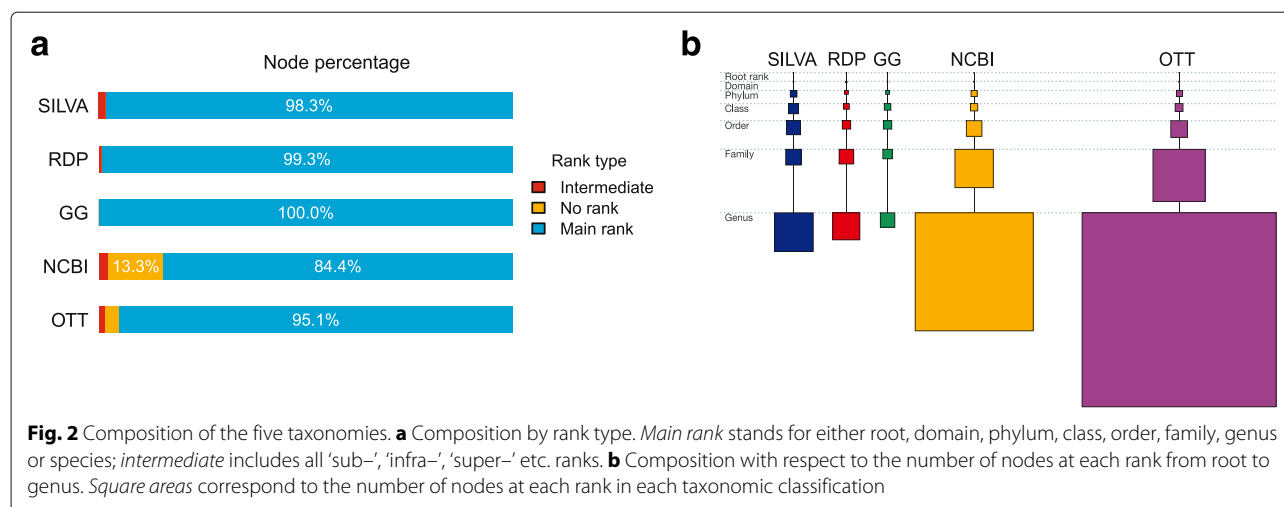 a
Node percentage
SILVA
98.3%
RDP
99.3%
GG
100.0%
NCBI
13.3%
84.4%
OTT
95.1%
Rank type
Intermediate
No rank
Main rank
b
SILVA RDP GG NCBI OTT
Root rank
Domain
Phylum
Class
Order
Family
Genus
Fig. 2 Composition of the five taxonomies. a Composition by rank type. Main rank stands for either root, domain, phylum, class, order, family, genus
or species; intermediate includes all ‘sub–’, ‘infra–’, ‘super–’ etc. ranks. b Composition with respect to the number of nodes at each rank from root to
genus. Square areas correspond to the number of nodes at each rank in each taxonomic classification